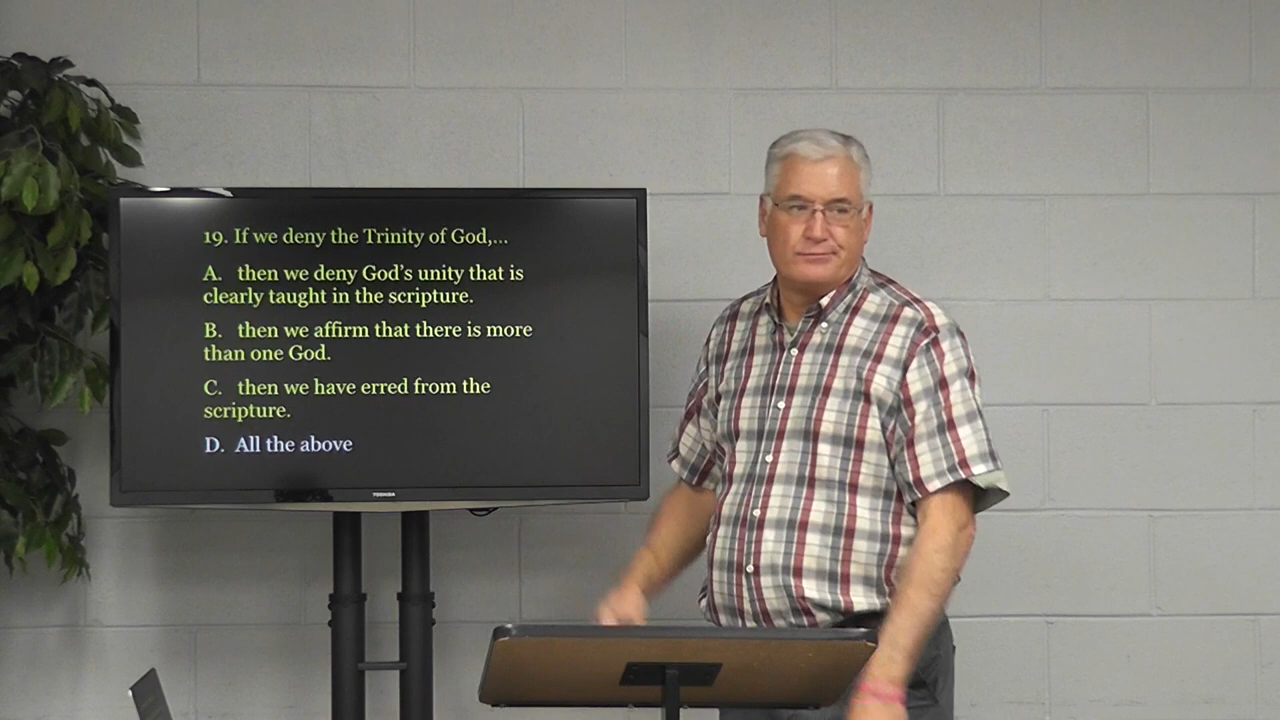 19. If we deny the Trinity of God,...
A. then we deny God's unity that is
clearly taught in the scripture.
B. then we affirm that there is more
than one God.
C. then we have erred from the
scripture.
D. All the above
TOSHIBA